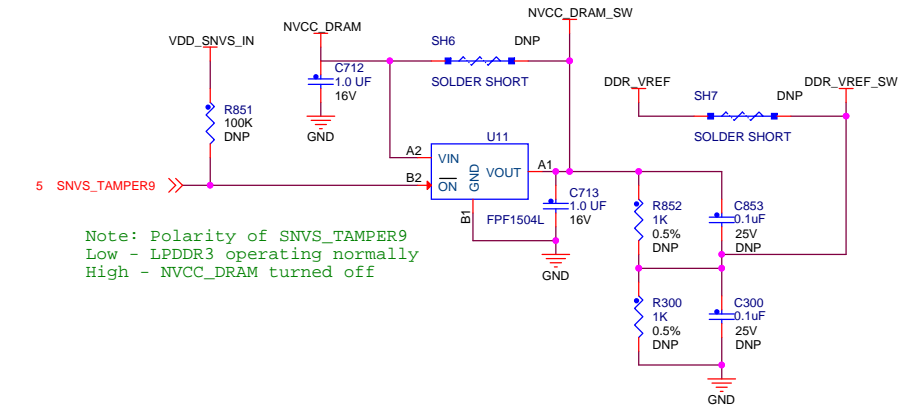 NVCC_DRAM_SW
NVCC_DRAM
VDD_SNVS_IN
SH6
DNP
SOLDER SHORT
C712
1.0 UF
16V
GND
DDR_VREF
DDR_VREF_SW
SH7
DNP
SOLDER SHORT
R851
100K
DNP
U11
A2
VIN
VOUT
A1
B2
ON
GND
B1
FPF1504L
5 SNVS_TAMPER9
C713
1.0 UF
16V
GND
R852
1K
0.5%
DNP
C853
0.1uF
25V
DNP
Note: Polarity of SNVS_TAMPER9
Low - LPDDR3 operating normally
High - NVCC_DRAM turned off
R300
1K
0.5%
DNP
C300
0.1uF
25V
DNP
GND